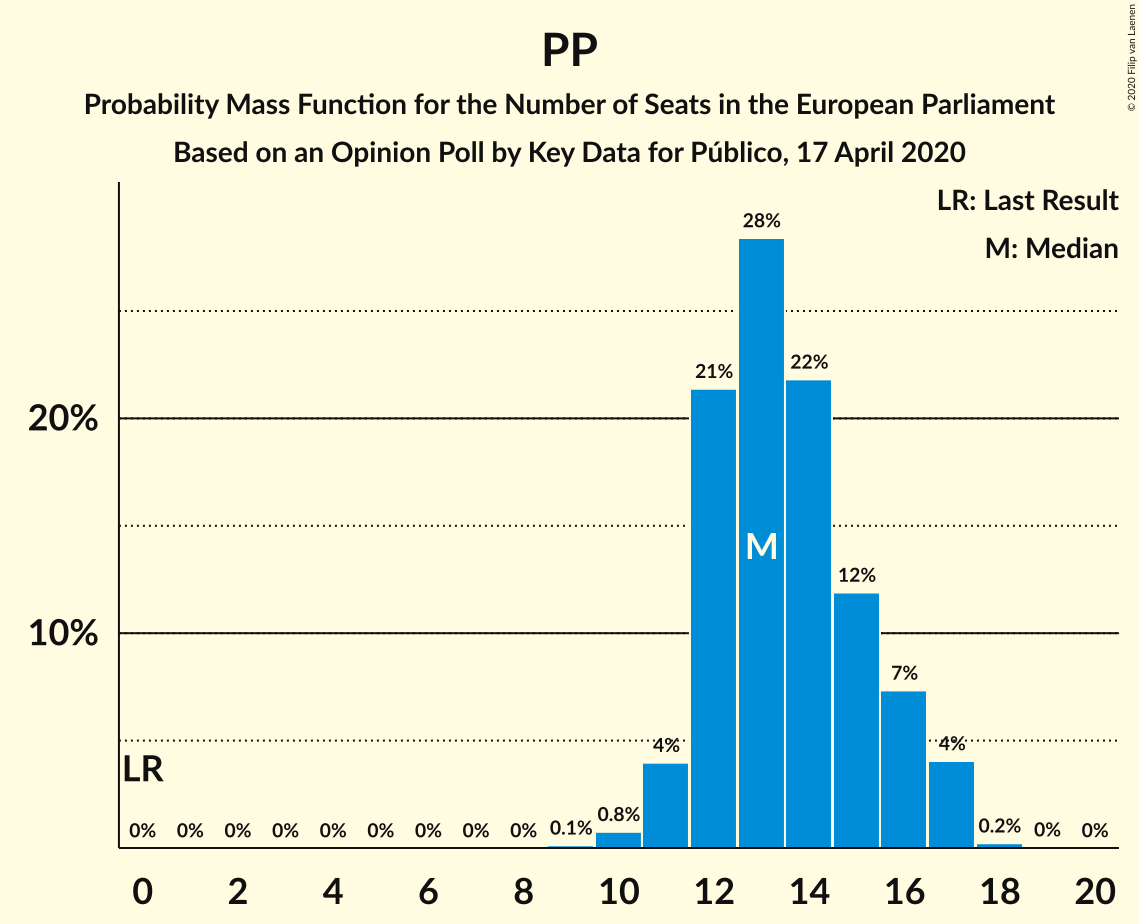 PP
Probability Mass Function for the Number of Seats in the European Parliament
Based on an Opinion Poll by Key Data for Público, 17 April 2020
© 2020 Filip van Laenen
LR: Last Result
M: Median
28%
22%
21%
20%
M
12%
10%
7%
4%
4%
LR
0% 0% 0% 0% 0% 0% 0% 0% 0% 0.1% 0.8% 0.2% 0% 0%
0 2 4 6 8 10 12 14 16 18 20